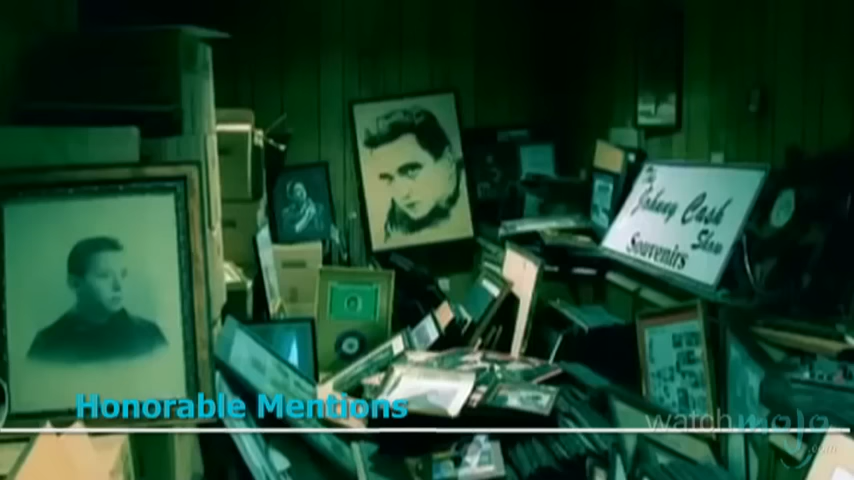 The
Johnny Cash
Show
Souvenirs
Honorable Mentions
watchmojo
.com